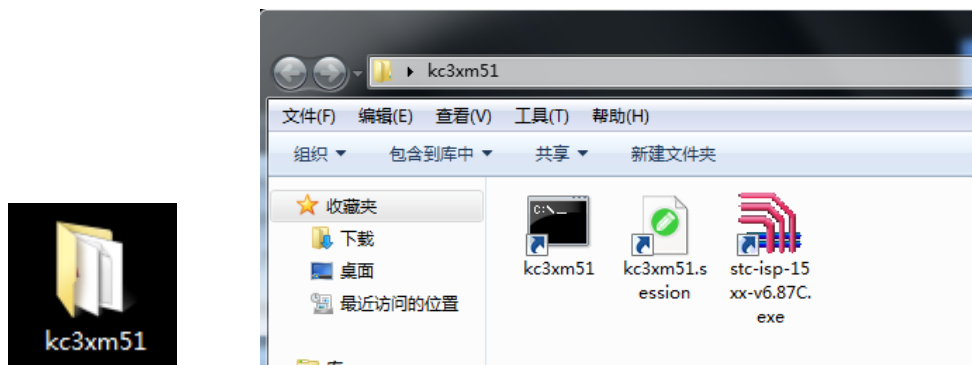 kc3xm51
kc3xm51
文件(F) 编辑(E) 查看(V) 工具(T) 帮助(H)
组织 包含到库中 共享 新建文件夹
收藏夹
下载
桌面
最近访问的位置
C:\_
kc3xm51
kc3xm51.s
ession
stc-isp-15
xx-v6.87C.
exe